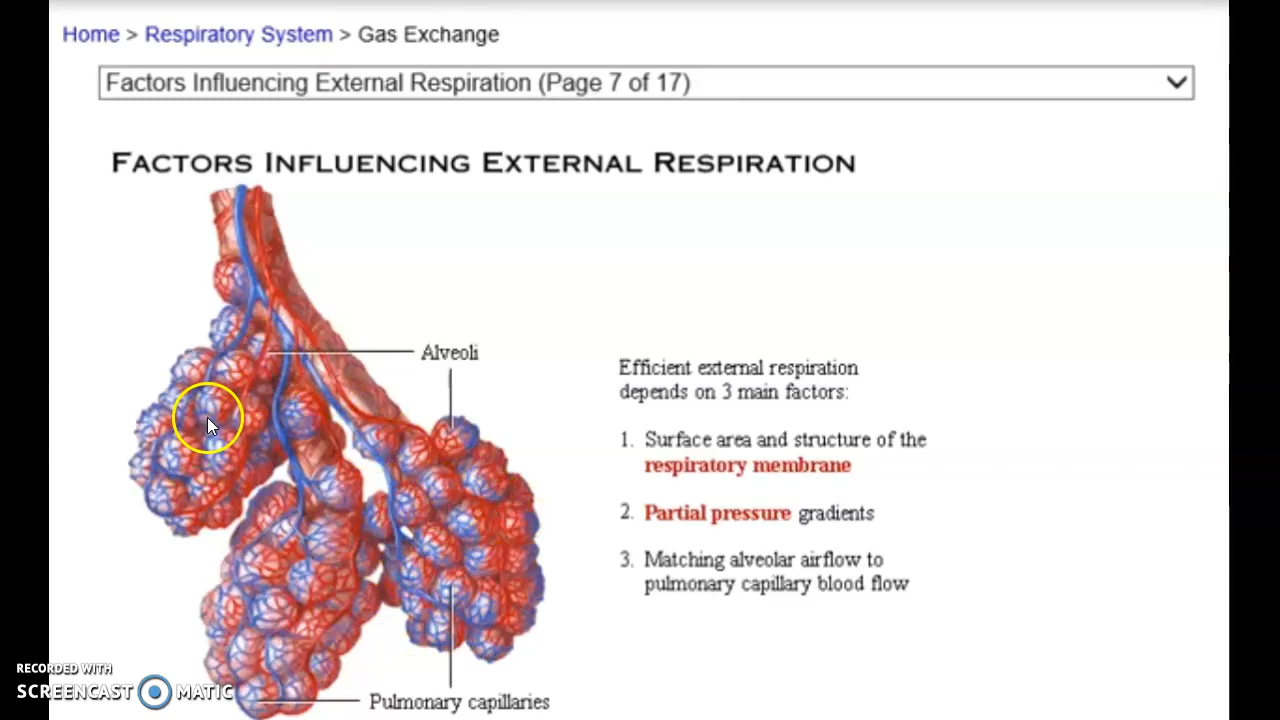 Home > Respiratory System > Gas Exchange
Factors Influencing External Respiration (Page 7 of 17)
FACTORS INFLUENCING EXTERNAL RESPIRATION
Alveoli
Efficient external respiration
depends on 3 main factors:
1. Surface area and structure of the
respiratory membrane
2. Partial pressure gradients
3. Matching alveolar airflow to
pulmonary capillary blood flow
Pulmonary capillaries
RECORDED WITH
SCREENCAST MATIC